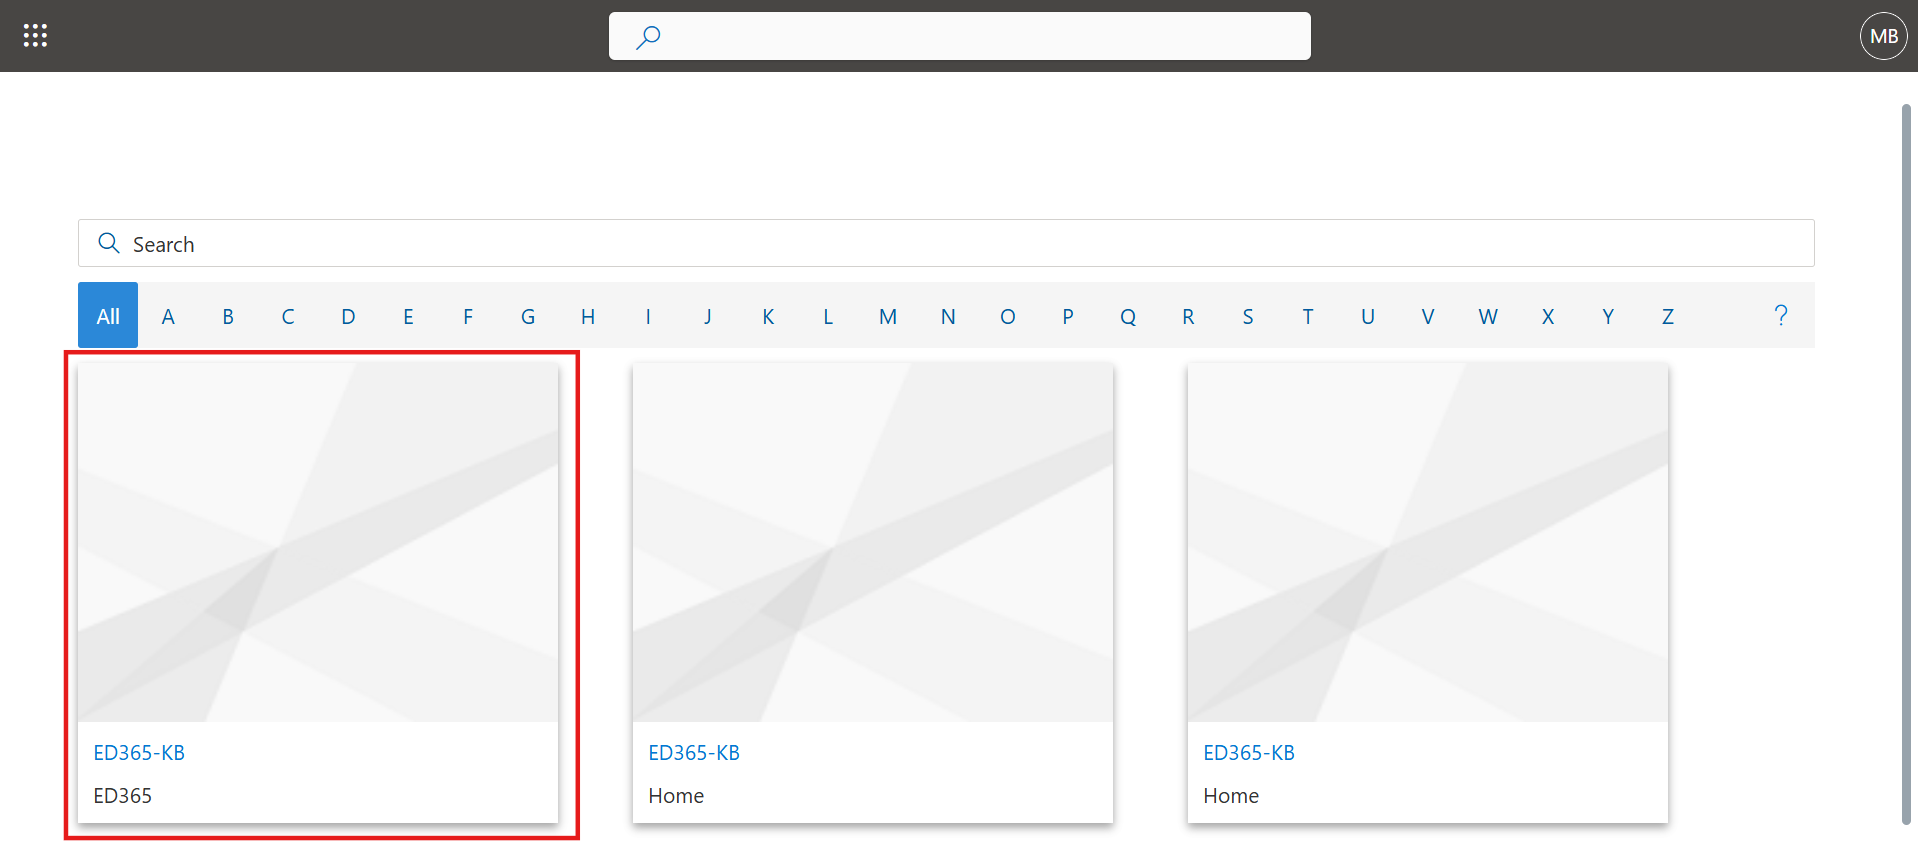 MB
Search
All A B C D E F G H I J K L M N O P Q R S T U V W X Y Z ?
ED365-KB ED365-KB ED365-KB
ED365 Home Home